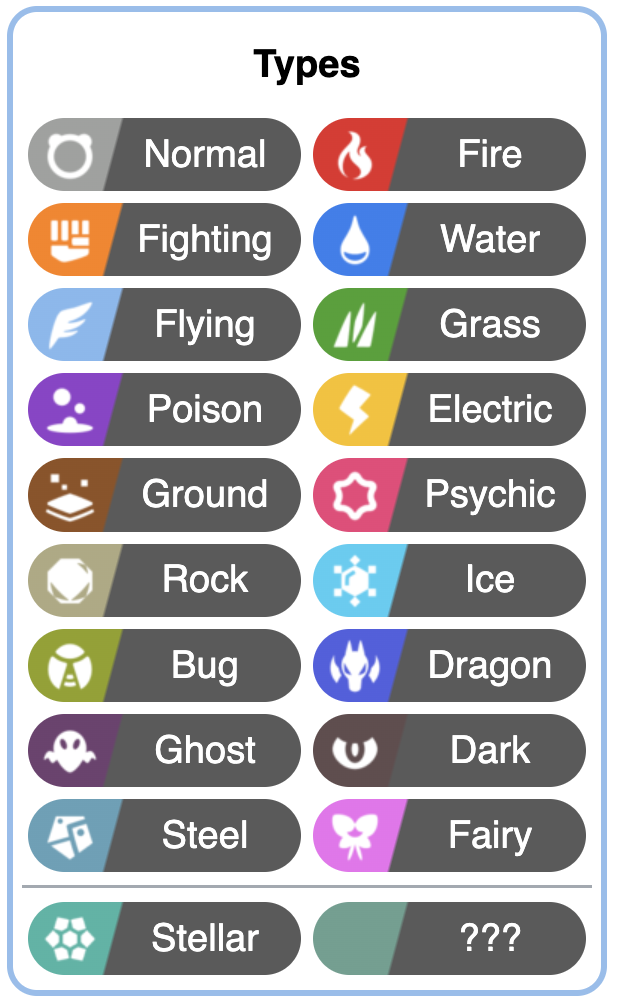 Types
Normal Fire
Fighting Water
Flying Grass
Poison Electric
Ground Psychic
Rock Ice
Bug Dragon
Ghost Dark
Steel Fairy
Stellar ???